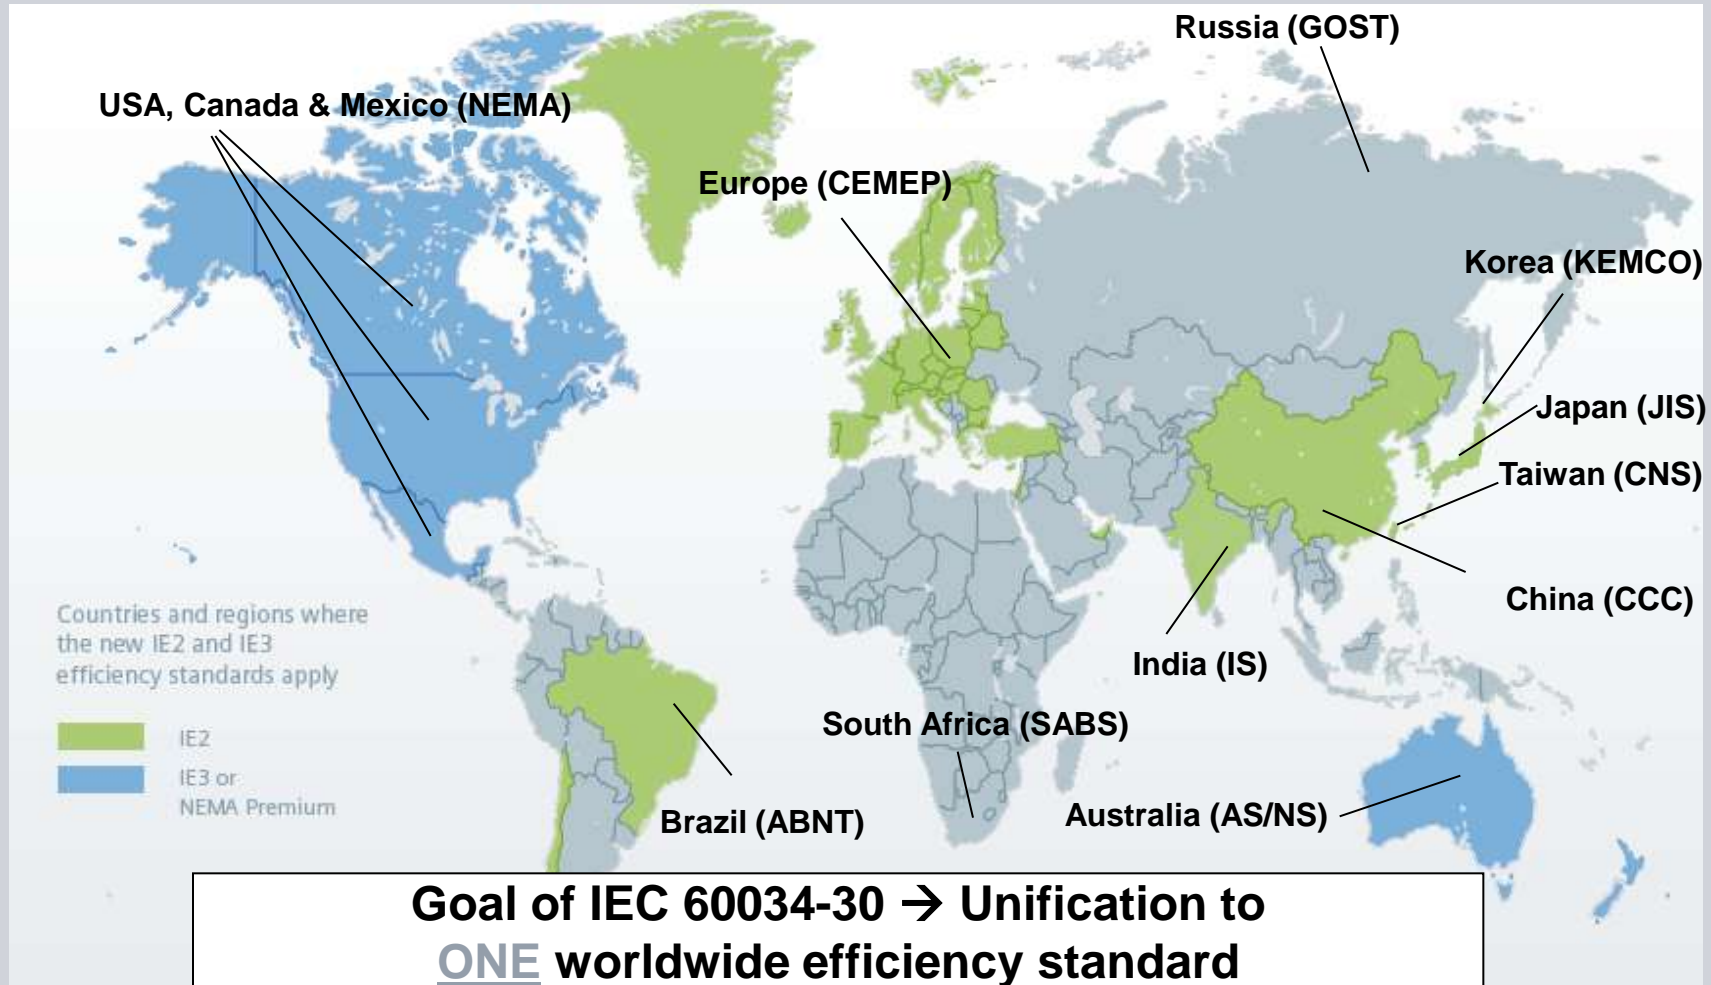 Russia (GOST)
USA, Canada & Mexico (NEMA)
Europe (CEMEP)
Korea (KEMCO)
Japan (JIS)
Taiwan (CNS)
China (CCC)
India (IS)
South Africa (SABS)
Australia (AS/NS)
Brazil (ABNT)
Countries and regions where
the new IE2 and IE3
efficiency standards apply
IE2
IE3 or
NEMA Premium
Goal of IEC 60034-30 → Unification to
ONE worldwide efficiency standard